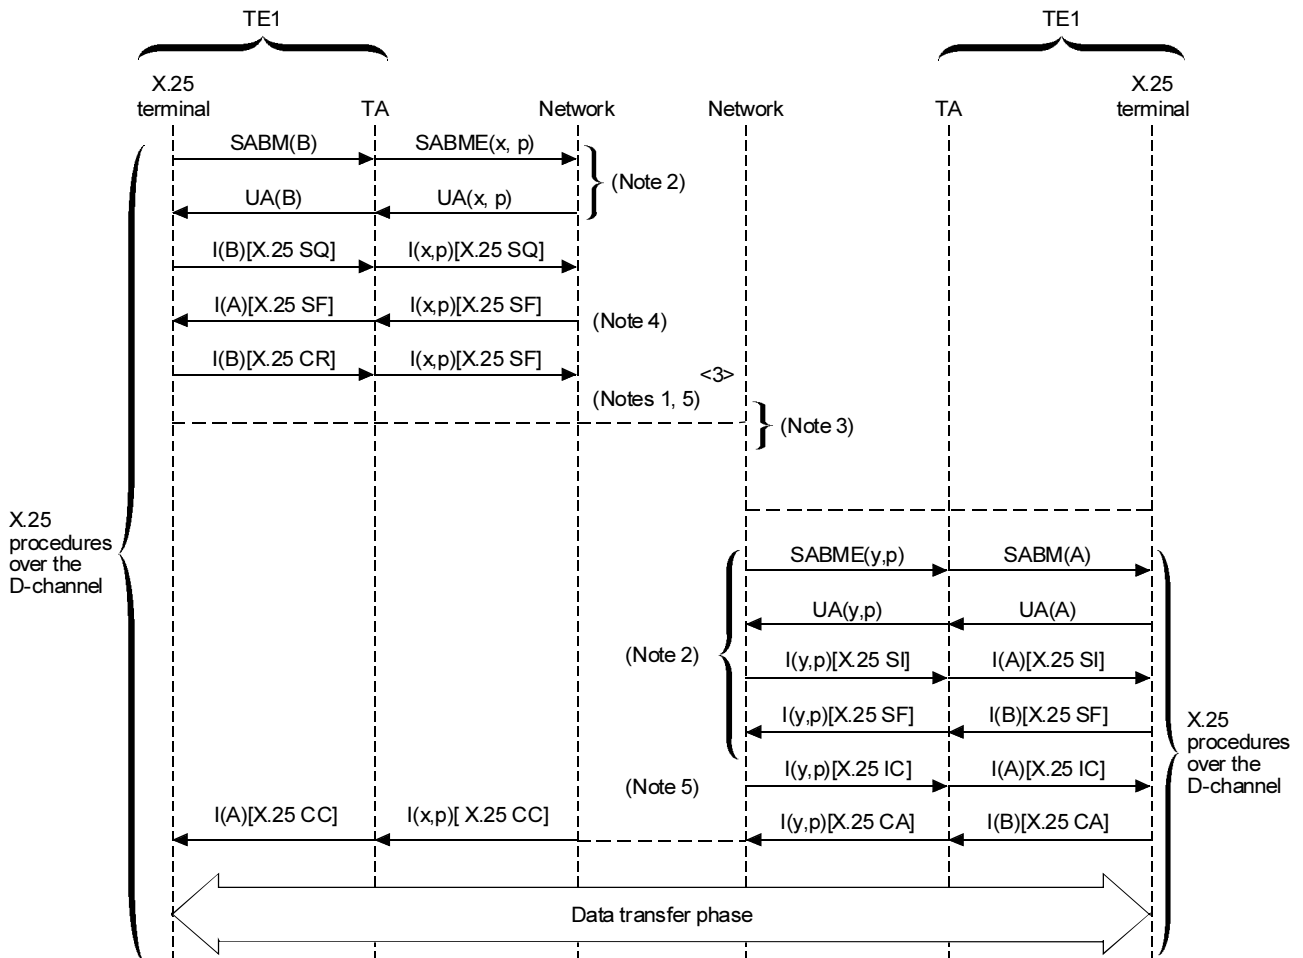 TE1
TE1
X.25
terminal
TA
Network
Network
TA
X.25
terminal
SABM(B)
SABME(x, p)
(Note 2)
UA(B)
UA(x, p)
I(B)[X.25 SQ]
I(x,p)[X.25 SQ]
I(A)[X.25 SF]
I(x,p)[X.25 SF]
(Note 4)
I(B)[X.25 CR]
I(x,p)[X.25 SF]
<3>
(Notes 1, 5)
(Note 3)
X.25
procedures
over the
D-channel
SABME(y,p)
SABM(A)
UA(y,p)
UA(A)
(Note 2)
I(y,p)[X.25 SI]
I(A)[X.25 SI]
I(y,p)[X.25 SF]
I(B)[X.25 SF]
X.25
procedures
over the
D-channel
(Note 5)
I(y,p)[X.25 IC]
I(A)[X.25 IC]
I(A)[X.25 CC]
I(x,p)[ X.25 CC]
I(y,p)[X.25 CA]
I(B)[X.25 CA]
Data transfer phase